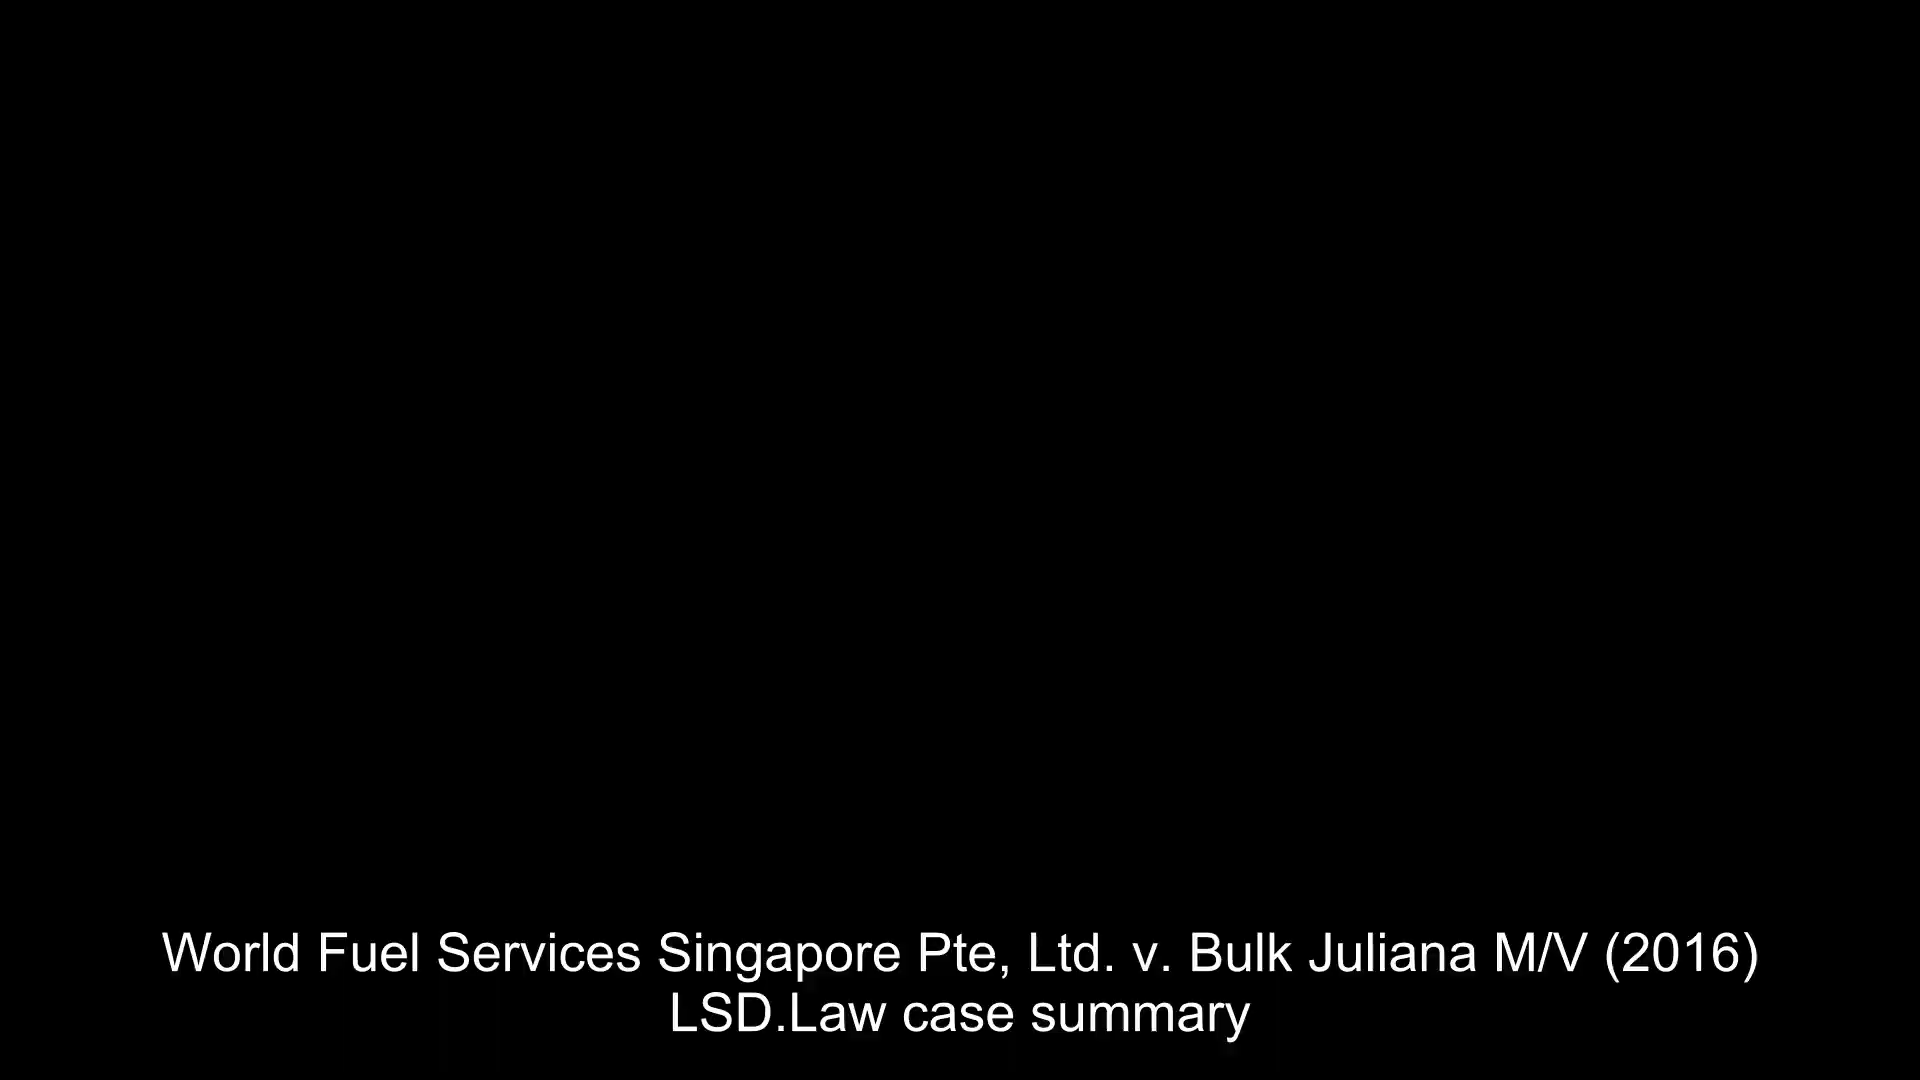 World Fuel Services Singapore Pte, Ltd. v. Bulk Juliana M/V (2016)
LSD.Law case summary